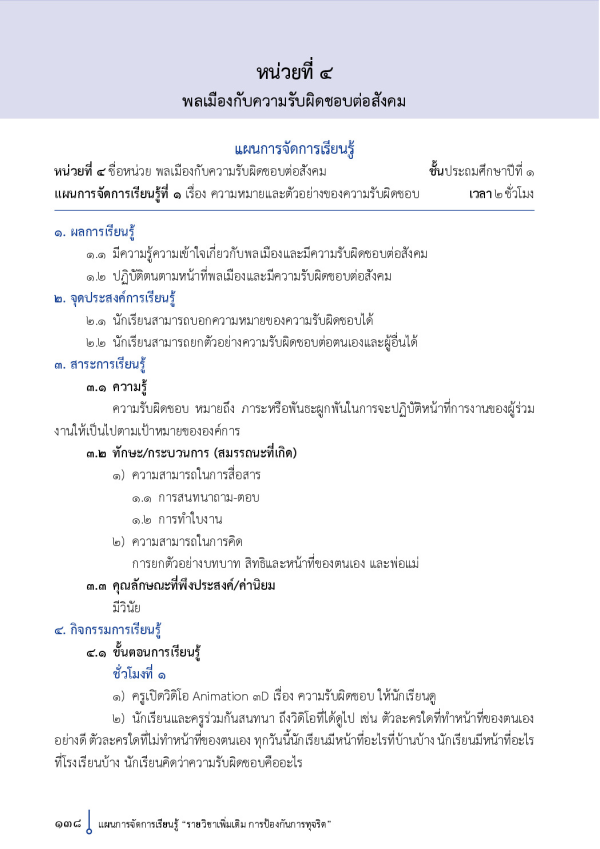 หน่วยที่ ๔
พลเมืองกับความรับผิดชอบต่อสังคม
แผนการจัดการเรียนรู้
หน่วยที่ ๔ ชื่อหน่วย พลเมืองกับความรับผิดชอบต่อสังคม ชั้นประถมศึกษาปีที่ ๑
แผนการจัดการเรียนรู้ที่ ๑ เรื่อง ความหมายและตัวอย่างของความรับผิดชอบ เวลา ๒ ชั่วโมง
๑. ผลการเรียนรู้
๑.๑ มีความรู้ความเข้าใจเกี่ยวกับพลเมืองและมีความรับผิดชอบต่อสังคม
๑.๒ ปฏิบัติตนตามหน้าที่พลเมืองและมีความรับผิดชอบต่อสังคม
๒. จุดประสงค์การเรียนรู้
๒.๑ นักเรียนสามารถบอกความหมายของความรับผิดชอบได้
๒.๒ นักเรียนสามารถยกตัวอย่างความรับผิดชอบต่อตนเองและผู้อื่นได้
๓. สาระการเรียนรู้
๓.๑ ความรู้
ความรับผิดชอบ หมายถึง ภาระหรือพันธะผูกพันในการจะปฏิบัติหน้าที่การงานของผู้ร่วม
งานให้เป็นไปตามเป้าหมายขององค์การ
๓.๒ ทักษะ/กระบวนการ (สมรรถนะที่เกิด)
๑) ความสามารถในการสื่อสาร
๑.๑ การสนทนาถาม-ตอบ
๑.๒ การทำใบงาน
๒) ความสามารถในการคิด
การยกตัวอย่างบทบาท สิทธิและหน้าที่ของตนเอง และพ่อแม่
๓.๓ คุณลักษณะที่พึงประสงค์/ค่านิยม
มีวินัย
๔. กิจกรรมการเรียนรู้
๔.๑ ขั้นตอนการเรียนรู้
ชั่วโมงที่ ๑
๑) ครูเปิดวิดิโอ Animation ๓D เรื่อง ความรับผิดชอบ ให้นักเรียนดู
๒) นักเรียนและครูร่วมกันสนทนา ถึงวิดิโอที่ได้ดูไป เช่น ตัวละครใดที่ทำหน้าที่ของตนเอง
อย่างดี ตัวละครใดที่ไม่ทำหน้าที่ของตนเอง ทุกวันนี้นักเรียนมีหน้าที่อะไรที่บ้านบ้าง นักเรียนมีหน้าที่อะไร
ที่โรงเรียนบ้าง นักเรียนคิดว่าความรับผิดชอบคืออะไร
๑๓๘ แผนการจัดการเรียนรู้ “รายวิชาเพิ่มเติม การป้องกันการทุจริต”